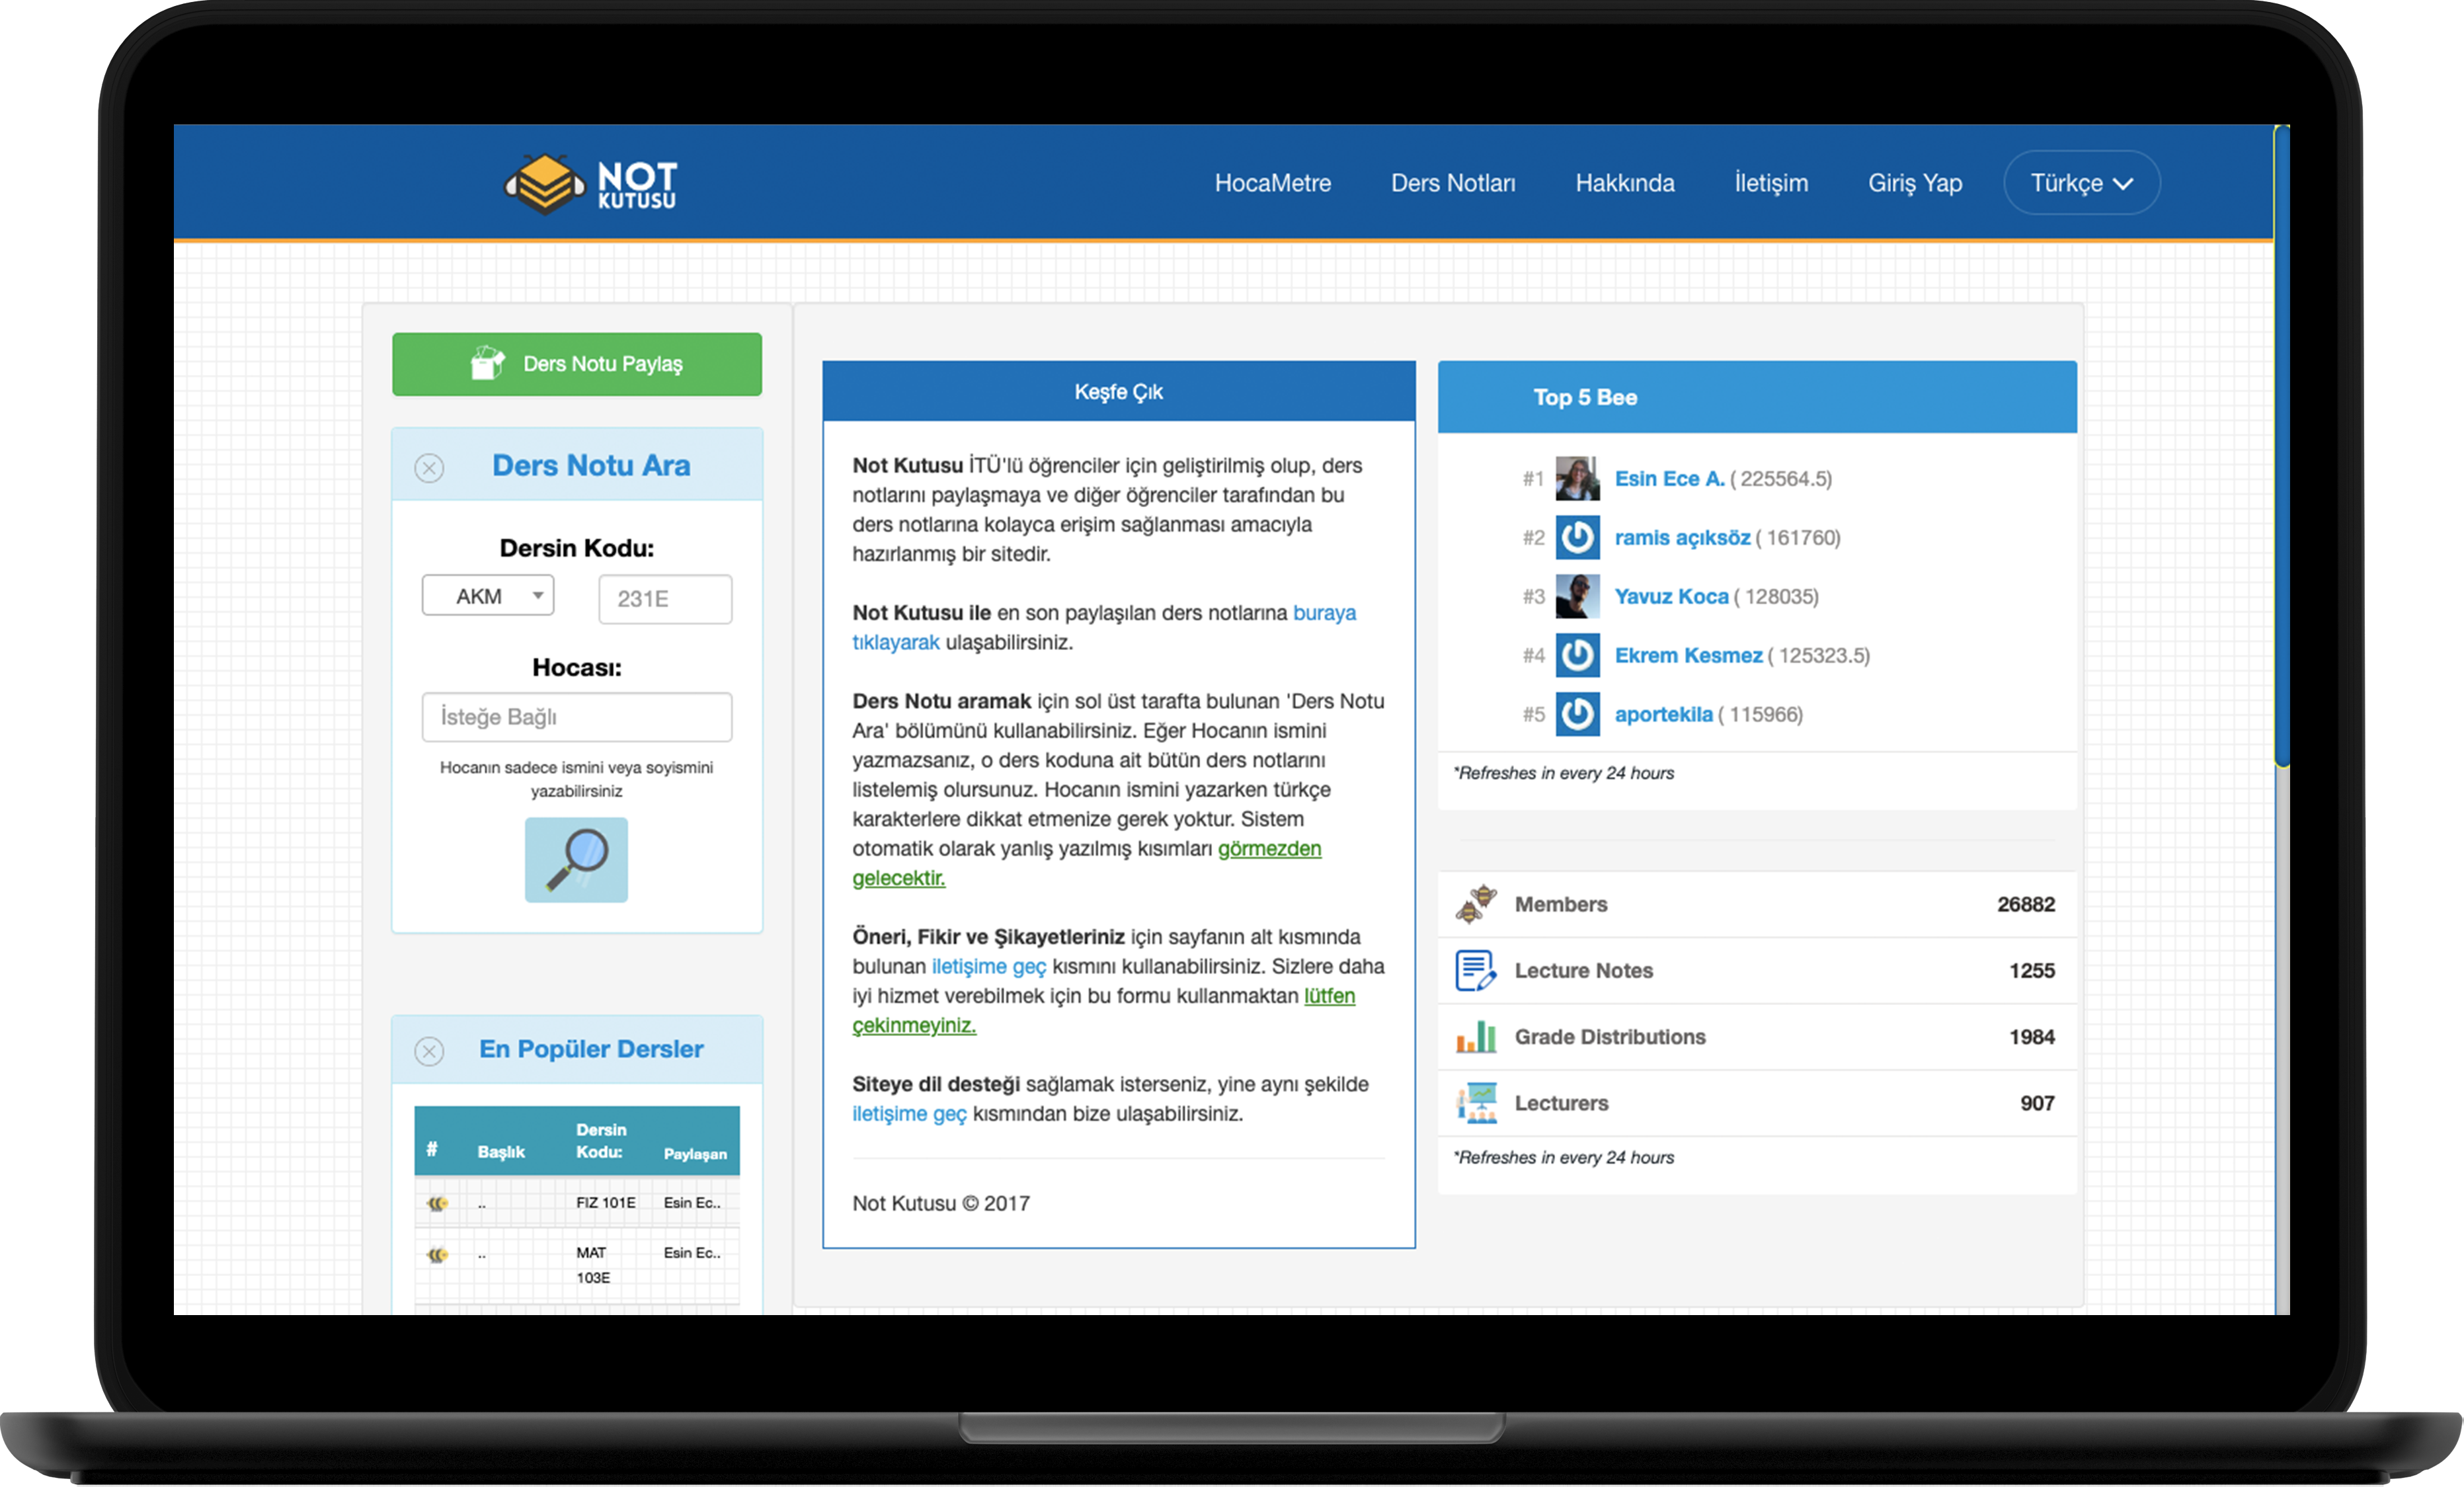 NOT
KUTUSU
HocaMetre
Ders Notları
Hakkında
İletişim
Giriş Yap
Türkçe
Ders Notu Paylaş
Ders Notu Ara
Dersin Kodu:
AKM
231E
Hocası:
İsteğe Bağlı
Hocanın sadece ismini veya soyismini
yazabilirsiniz
En Popüler Dersler
# Başlık Dersin Kodu: Paylaşan
.. FIZ 101E Esin Ec..
.. MAT 103E Esin Ec..
Keşfe Çık
Not Kutusu İTÜ'lü öğrenciler için geliştirilmiş olup, ders
notlarını paylaşmaya ve diğer öğrenciler tarafından bu
ders notlarına kolayca erişim sağlanması amacıyla
hazırlanmış bir sitedir.
Not Kutusu ile en son paylaşılan ders notlarına buraya
tıklayarak ulaşabilirsiniz.
Ders Notu aramak için sol üst tarafta bulunan 'Ders Notu
Ara' bölümünü kullanabilirsiniz. Eğer Hocanın ismini
yazmazsanız, o ders koduna ait bütün ders notlarını
listelemiş olursunuz. Hocanın ismini yazarken türkçe
karakterlere dikkat etmenize gerek yoktur. Sistem
otomatik olarak yanlış yazılmış kısımları görmezden
gelecektir.
Öneri, Fikir ve Şikayetleriniz için sayfanın alt kısmında
bulunan iletişime geç kısmını kullanabilirsiniz. Sizlere daha
iyi hizmet verebilmek için bu formu kullanmaktan lütfen
çekinmeyiniz.
Siteye dil desteği sağlamak isterseniz, yine aynı şekilde
iletişime geç kısmından bize ulaşabilirsiniz.
Not Kutusu © 2017
Top 5 Bee
#1 Esin Ece A. ( 225564.5)
#2 ramis açıksöz ( 161760)
#3 Yavuz Koca ( 128035)
#4 Ekrem Kesmez ( 125323.5)
#5 aportekila ( 115966)
*Refreshes in every 24 hours
Members 26882
Lecture Notes 1255
Grade Distributions 1984
Lecturers 907
*Refreshes in every 24 hours